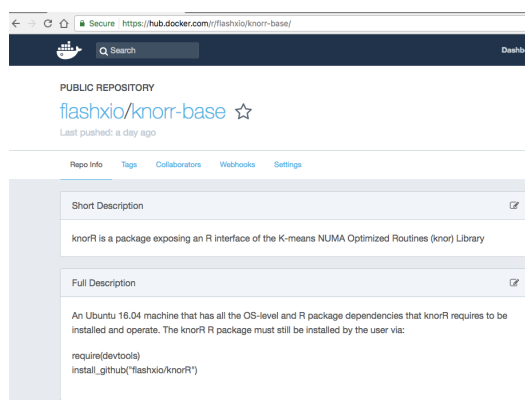 Secure https://hub.docker.com/r/flashxio/knorr-base/
Search
Dashb
PUBLIC REPOSITORY
flashxio/knorr-base
Last pushed: a day ago
Repo Info Tags Collaborators Webhooks Settings
Short Description
knorR is a package exposing an R interface of the K-means NUMA Optimized Routines (knor) Library
Full Description
An Ubuntu 16.04 machine that has all the OS-level and R package dependencies that knorR requires to be
installed and operate. The knorR R package must still be installed by the user via:
require(devtools)
install_github("flashxio/knorR")